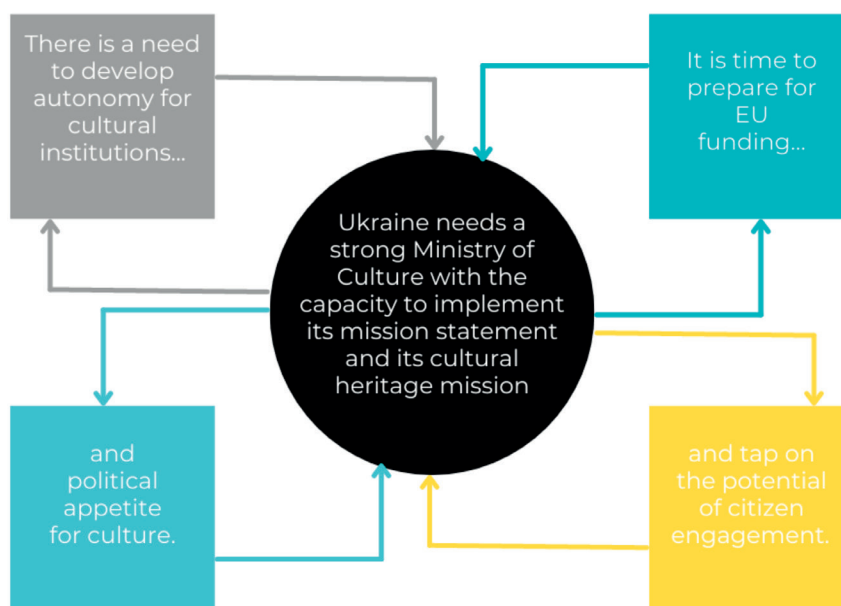 There is a need
to develop
autonomy for
cultural
institutions...
It is time to
prepare for
EU
funding...
Ukraine needs a
strong Ministry of
Culture with the
capacity to implement
its mission statement
and its cultural
heritage mission
and
political
appetite
for culture.
and tap on
the potential
of citizen
engagement.